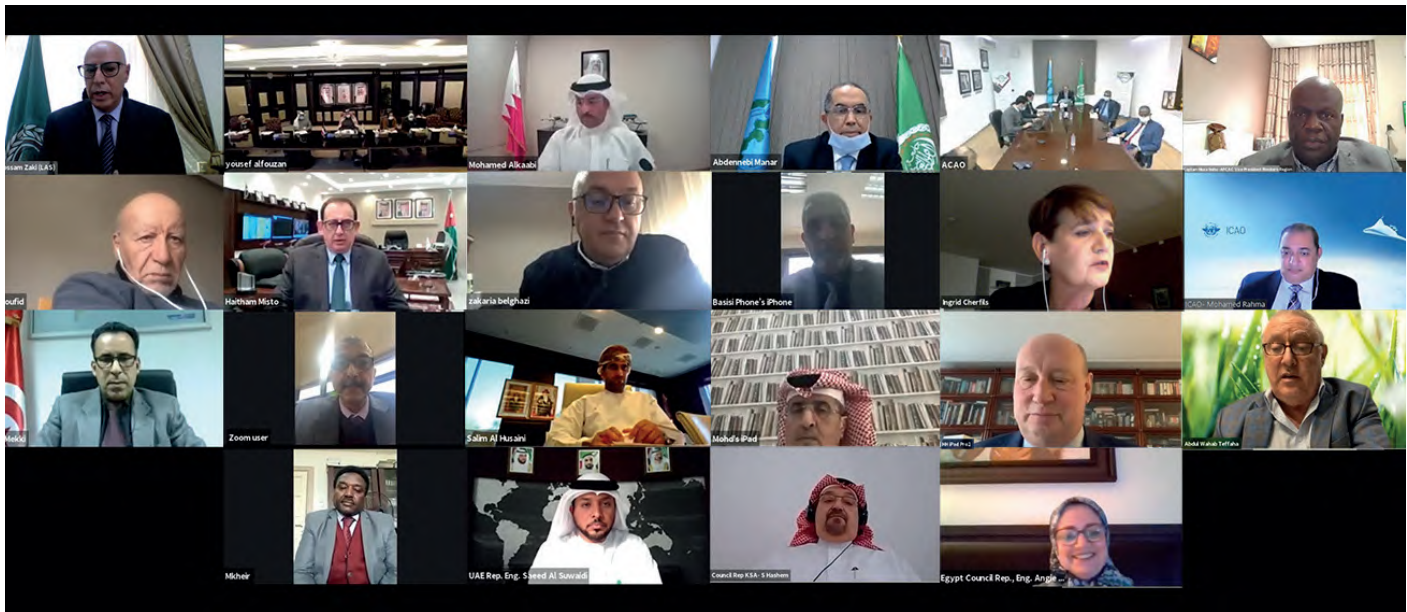 ossam Zaki (LAS)
yousef alfouzan
Mohamed Alkaabi
Abdennebi Manar
ACAO
oufid
Haitham Misto
zakaria belghazi
Basisi Phone's iPhone
Ingrid Cherfils
ICAO
ICAO- Mohamed Rahma
Mekki
Zoom user
Salim Al Husaini
Mohd's iPad
Abdul Wahab Teffaha
Mkheir
UAE Rep. Eng. Saeed Al Suwaidi
Council Rep KSA- S Hashem
Egypt Council Rep., Eng. Angie ...